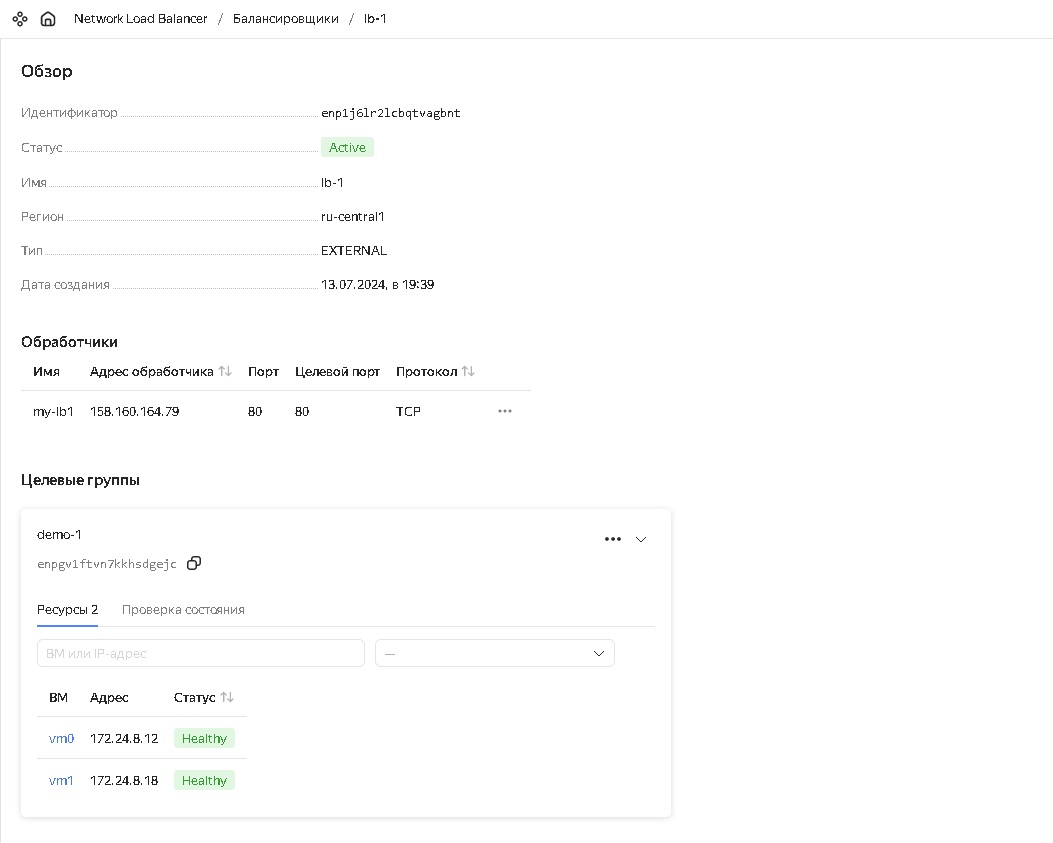 Network Load Balancer / Балансировщики / lb-1
Обзор
Идентификатор enp1j6lr2lcbqtvagbnt
Статус Active
Имя lb-1
Регион ru-central1
Тип EXTERNAL
Дата создания 13.07.2024, в 19:39
Обработчики
Имя Адрес обработчика Порт Целевой порт Протокол
my-lb1 158.160.164.79 80 80 TCP
Целевые группы
demo-1
enpgv1ftvn7kkhsdgejc
Ресурсы 2 Проверка состояния
ВМ или IP-адрес —
ВМ Адрес Статус
vm0 172.24.8.12 Healthy
vm1 172.24.8.18 Healthy